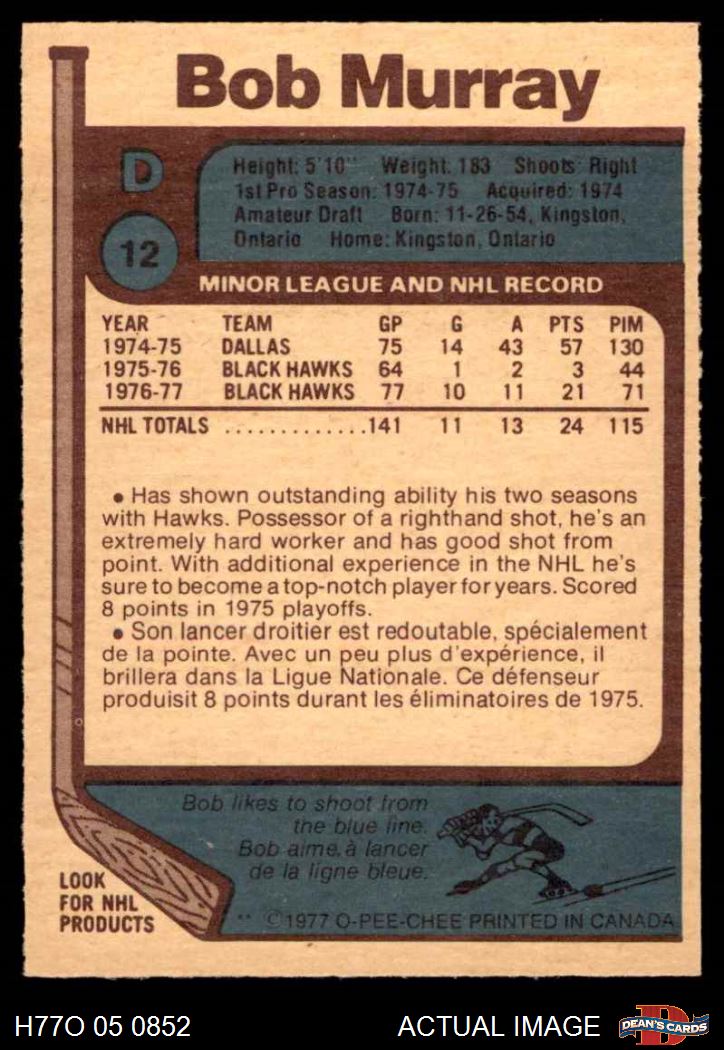 Bob Murray
D
12
Height: 5'10" Weight: 183 Shoots: Right
1st Pro Season: 1974-75 Acquired: 1974
Amateur Draft Born: 11-26-54, Kingston,
Ontario Home: Kingston, Ontario
MINOR LEAGUE AND NHL RECORD
YEAR TEAM GP G A PTS PIM
1974-75 DALLAS 75 14 43 57 130
1975-76 BLACK HAWKS 64 1 2 3 44
1976-77 BLACK HAWKS 77 10 11 21 71
NHL TOTALS .............141 11 13 24 115
• Has shown outstanding ability his two seasons
with Hawks. Possessor of a righthand shot, he's an
extremely hard worker and has good shot from
point. With additional experience in the NHL he's
sure to become a top-notch player for years. Scored
8 points in 1975 playoffs.
• Son lancer droitier est redoutable, spécialement
de la pointe. Avec un peu plus d'expérience, il
brillera dans la Ligue Nationale. Ce défenseur
produisit 8 points durant les éliminatoires de 1975.
Bob likes to shoot from
the blue line.
Bob aime à lancer
de la ligne bleue.
LOOK
FOR NHL
PRODUCTS
** ©1977 O-PEE-CHEE PRINTED IN CANADA
H77O 05 0852
ACTUAL IMAGE
D
DEAN'S CARDS